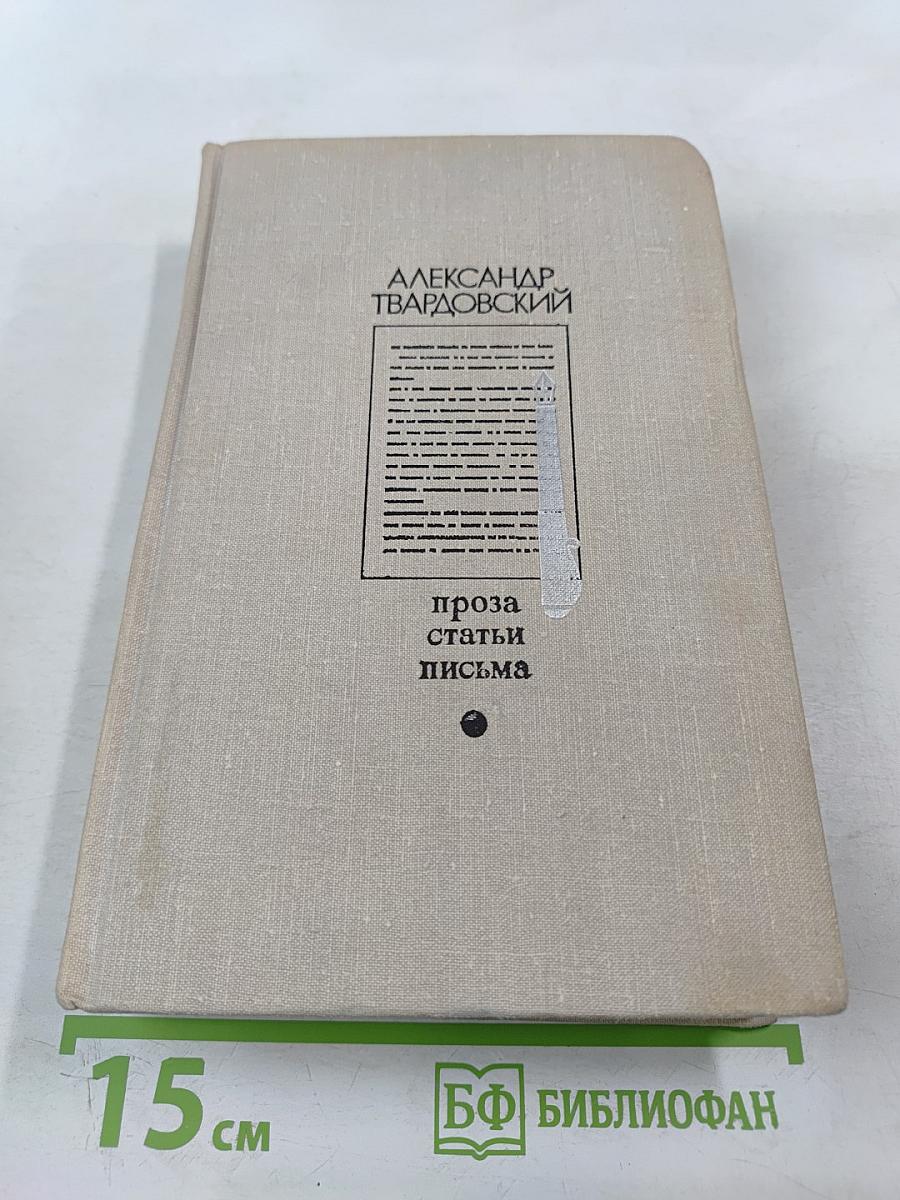 АЛЕКСАНДР
ТВАРДОВСКИЙ
проза
статьи
письма
15 см
БФ БИБЛИОФАН